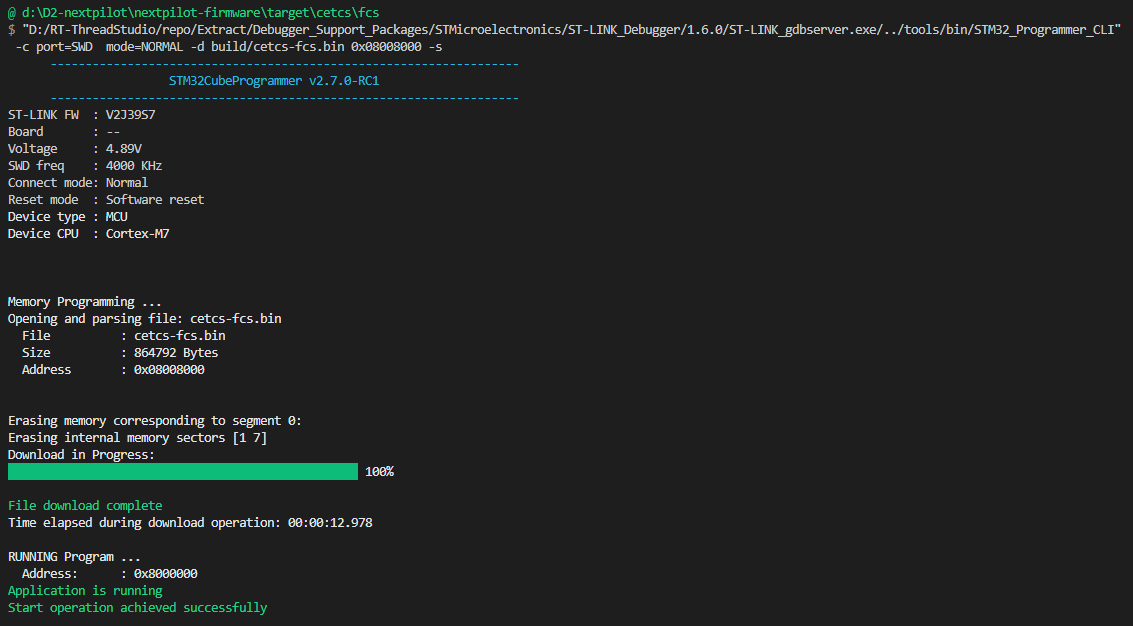 @ d:\D2-nextpilot\nextpilot-firmware\target\cetcs\fcs
$ "D:/RT-ThreadStudio/repo/Extract/Debugger_Support_Packages/STMicroelectronics/ST-LINK_Debugger/1.6.0/ST-LINK_gdbserver.exe/../tools/bin/STM32_Programmer_CLI"
-c port=SWD  mode=NORMAL -d build/cetcs-fcs.bin 0x08008000 -s
-------------------------------------------------------------------
STM32CubeProgrammer v2.7.0-RC1
-------------------------------------------------------------------
ST-LINK FW  : V2J39S7
Board       : --
Voltage     : 4.89V
SWD freq    : 4000 KHz
Connect mode: Normal
Reset mode  : Software reset
Device type : MCU
Device CPU  : Cortex-M7
Memory Programming ...
Opening and parsing file: cetcs-fcs.bin
File          : cetcs-fcs.bin
Size          : 864792 Bytes
Address       : 0x08008000
Erasing memory corresponding to segment 0:
Erasing internal memory sectors [1 7]
Download in Progress:
100%
File download complete
Time elapsed during download operation: 00:00:12.978
RUNNING Program ...
Address:      : 0x8000000
Application is running
Start operation achieved successfully